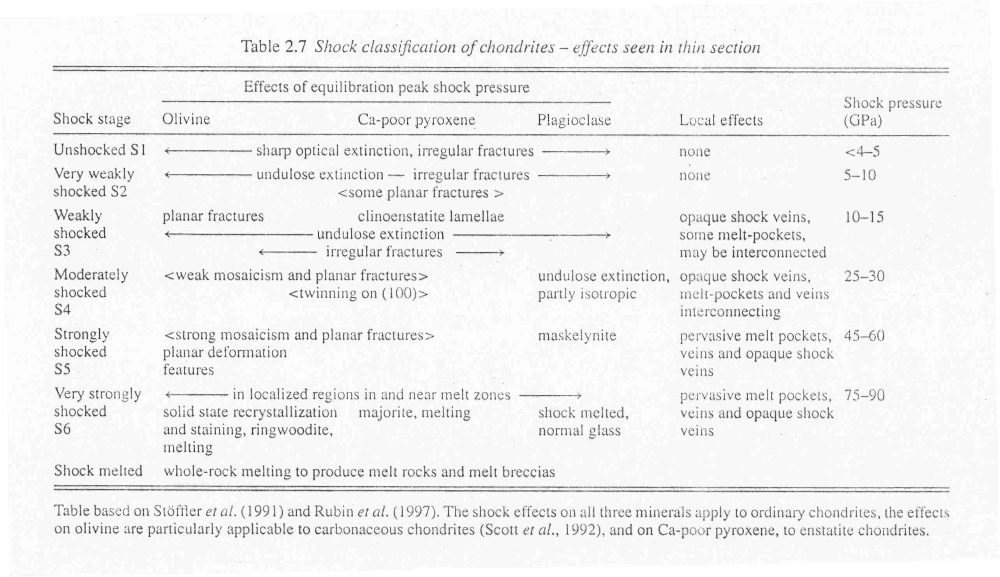 Table 2.7 Shock classification of chondrites – effects seen in thin section
Effects of equilibration peak shock pressure
Shock pressure
Shock stage Olivine Ca-poor pyroxene Plagioclase Local effects (GPa)
Unshocked S1 ←——— sharp optical extinction, irregular fractures ———→ none <4–5
Very weakly ←——— undulose extinction — irregular fractures ———→ none 5–10
shocked S2 <some planar fractures >
Weakly planar fractures clinoenstatite lamellae opaque shock veins, 10–15
shocked ←——— undulose extinction ———→ some melt-pockets,
S3 ←—— irregular fractures ——→ may be interconnected
Moderately <weak mosaicism and planar fractures> undulose extinction, opaque shock veins, 25–30
shocked <twinning on (100)> partly isotropic melt-pockets and veins
S4 interconnecting
Strongly <strong mosaicism and planar fractures> maskelynite pervasive melt pockets, 45–60
shocked planar deformation veins and opaque shock
S5 features veins
Very strongly ←—— in localized regions in and near melt zones ——→ pervasive melt pockets, 75–90
shocked solid state recrystallization majorite, melting shock melted, veins and opaque shock
S6 and staining, ringwoodite, normal glass veins
melting
Shock melted whole-rock melting to produce melt rocks and melt breccias
Table based on Stöffler et al. (1991) and Rubin et al. (1997). The shock effects on all three minerals apply to ordinary chondrites, the effects
on olivine are particularly applicable to carbonaceous chondrites (Scott et al., 1992), and on Ca-poor pyroxene, to enstatite chondrites.